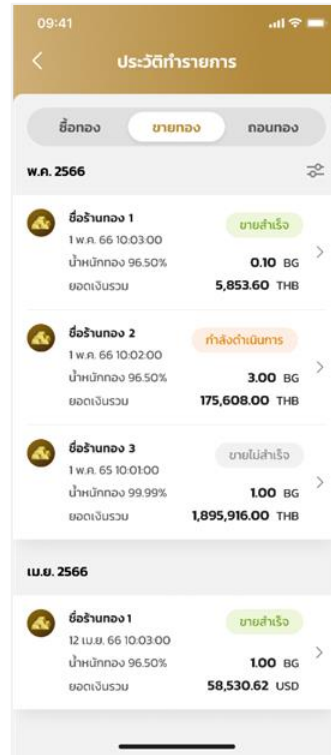 09:41
ประวัติทำรายการ
ซื้อทอง ขายทอง ถอนทอง
พ.ค. 2566
ชื่อร้านทอง 1 ขายสำเร็จ
1 พ.ค. 66 10:03:00
น้ำหนักทอง 96.50% 0.10 BG
ยอดเงินรวม 5,853.60 THB
ชื่อร้านทอง 2 กำลังดำเนินการ
1 พ.ค. 66 10:02:00
น้ำหนักทอง 96.50% 3.00 BG
ยอดเงินรวม 175,608.00 THB
ชื่อร้านทอง 3 ขายไม่สำเร็จ
1 พ.ค. 65 10:01:00
น้ำหนักทอง 99.99% 1.00 BG
ยอดเงินรวม 1,895,916.00 THB
เม.ย. 2566
ชื่อร้านทอง 1 ขายสำเร็จ
12 เม.ย. 66 10:03:00
น้ำหนักทอง 96.50% 1.00 BG
ยอดเงินรวม 58,530.62 USD